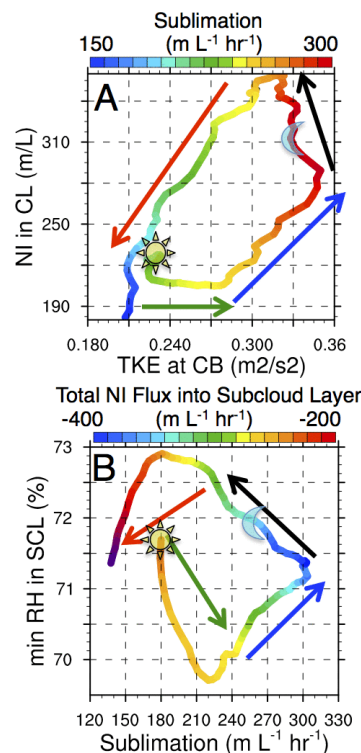 Sublimation
150 (m L⁻¹ hr⁻¹) 300
A
NI in CL (m/L)
310
250
190
0.180 0.240 0.300 0.36
TKE at CB (m2/s2)
Total NI Flux into Subcloud Layer
-400 (m L⁻¹ hr⁻¹) -200
B
min RH in SCL (%)
73
72
71
70
120 150 180 210 240 270 300 330
Sublimation (m L⁻¹ hr⁻¹)